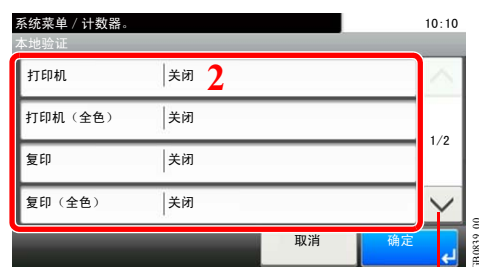 系统菜单 / 计数器。 10:10
本地验证
打印机 关闭 2
打印机（全色） 关闭
1/2
复印 关闭
复印（全色） 关闭
取消 确定